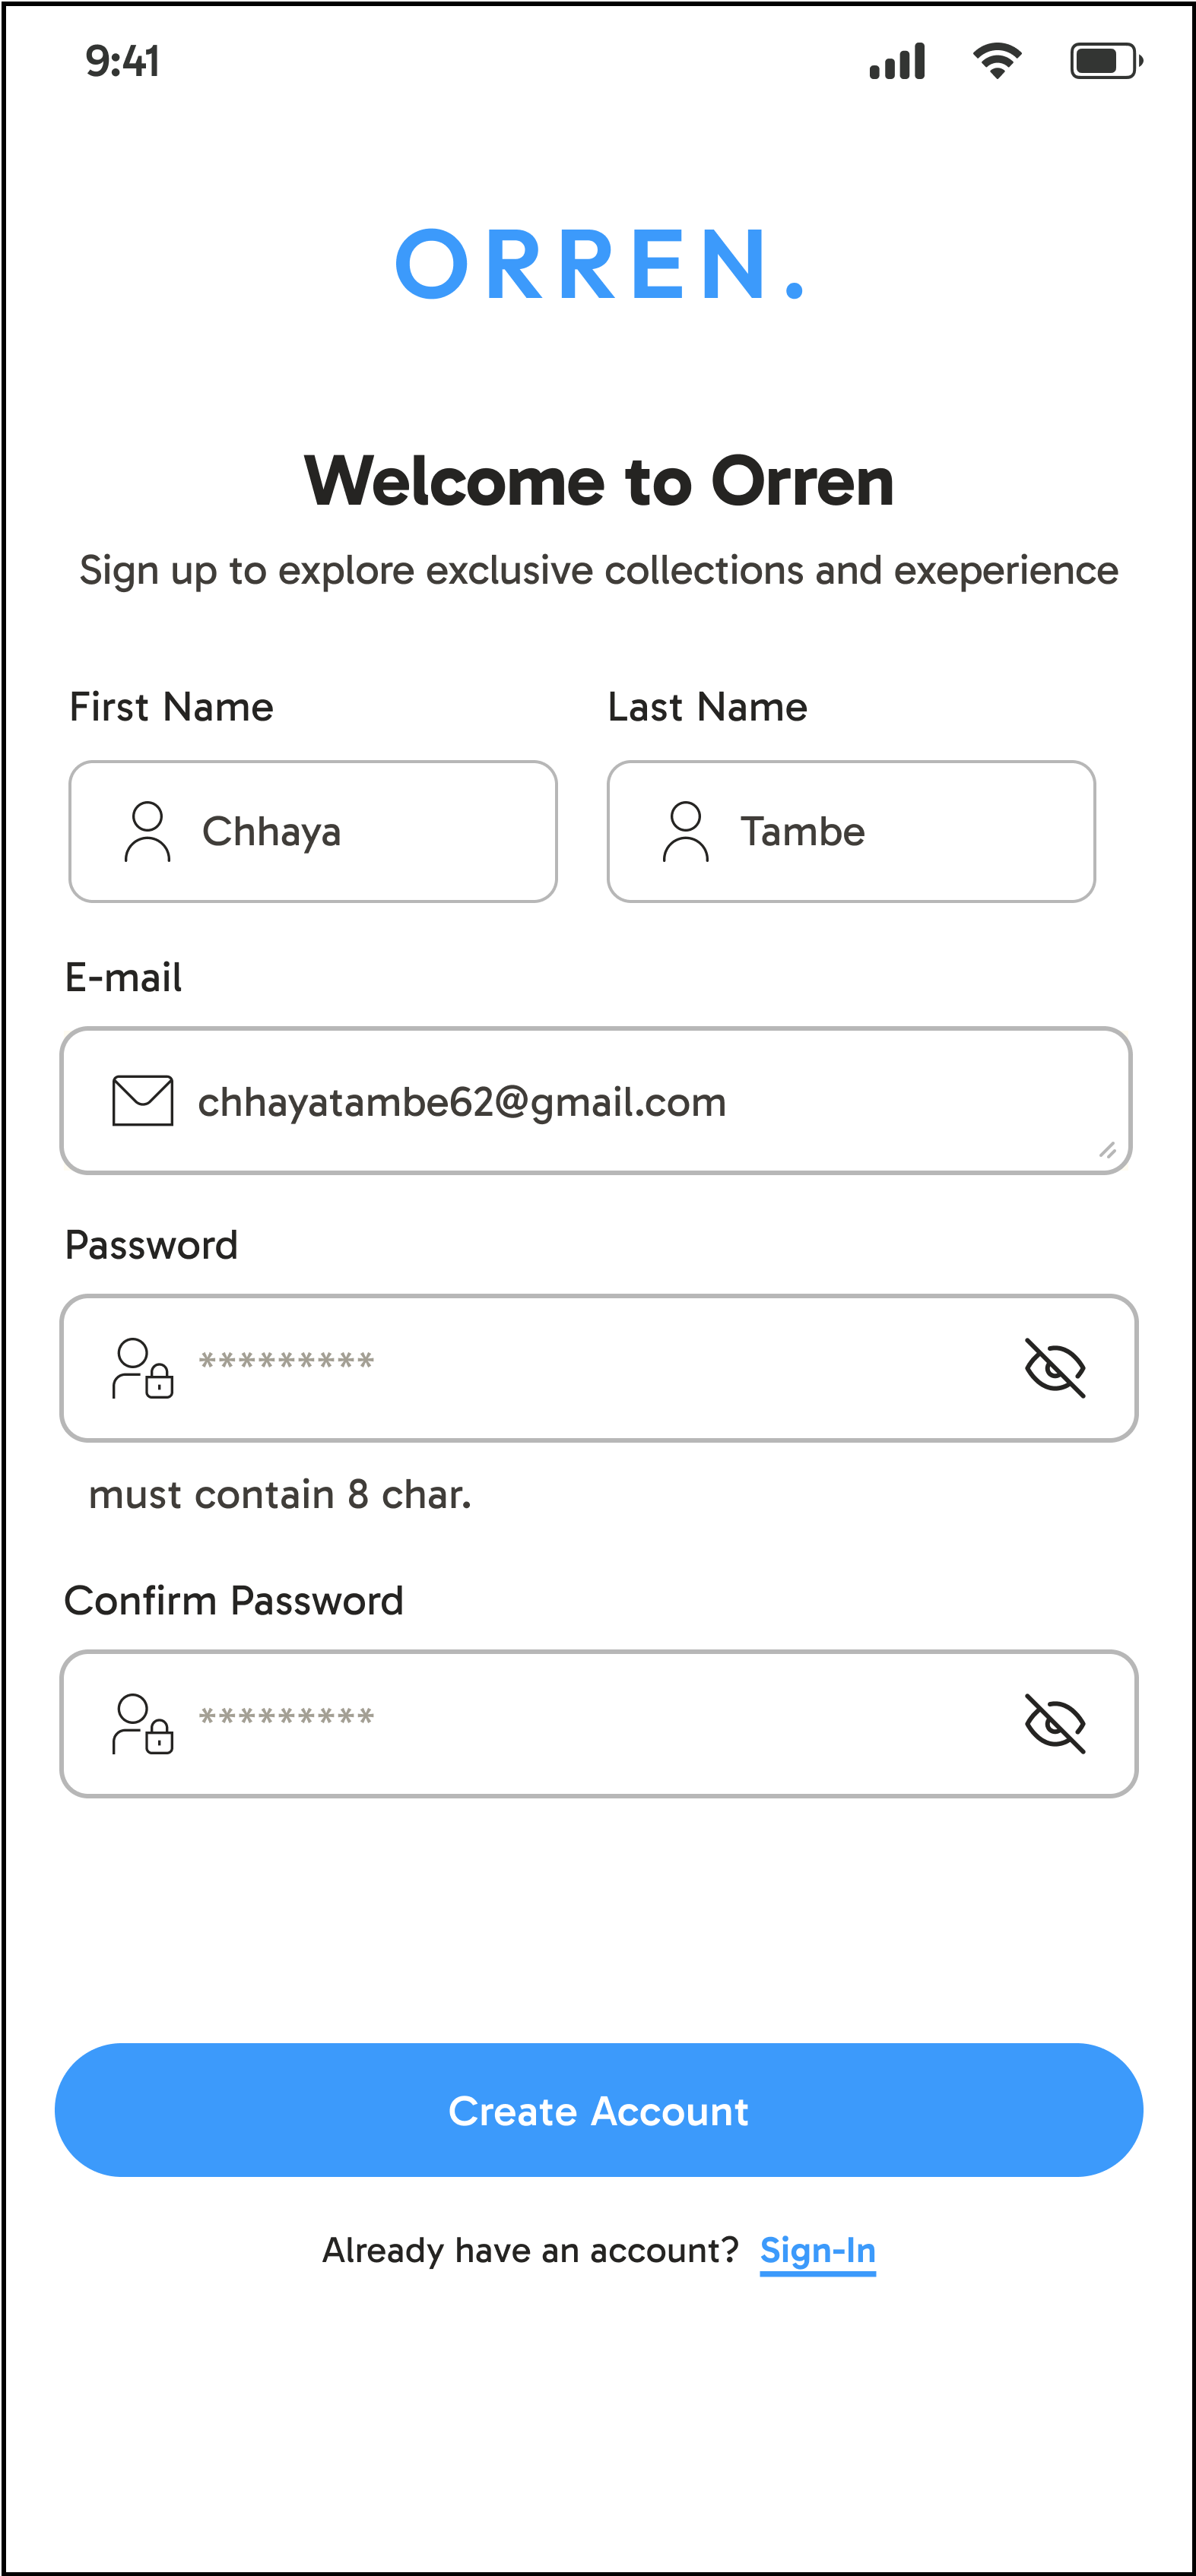 9:41
ORREN.
Welcome to Orren
Sign up to explore exclusive collections and exeperience
First Name
Last Name
Chhaya
Tambe
E-mail
chhayatambe62@gmail.com
Password
*********
must contain 8 char.
Confirm Password
*********
Create Account
Already have an account? Sign-In